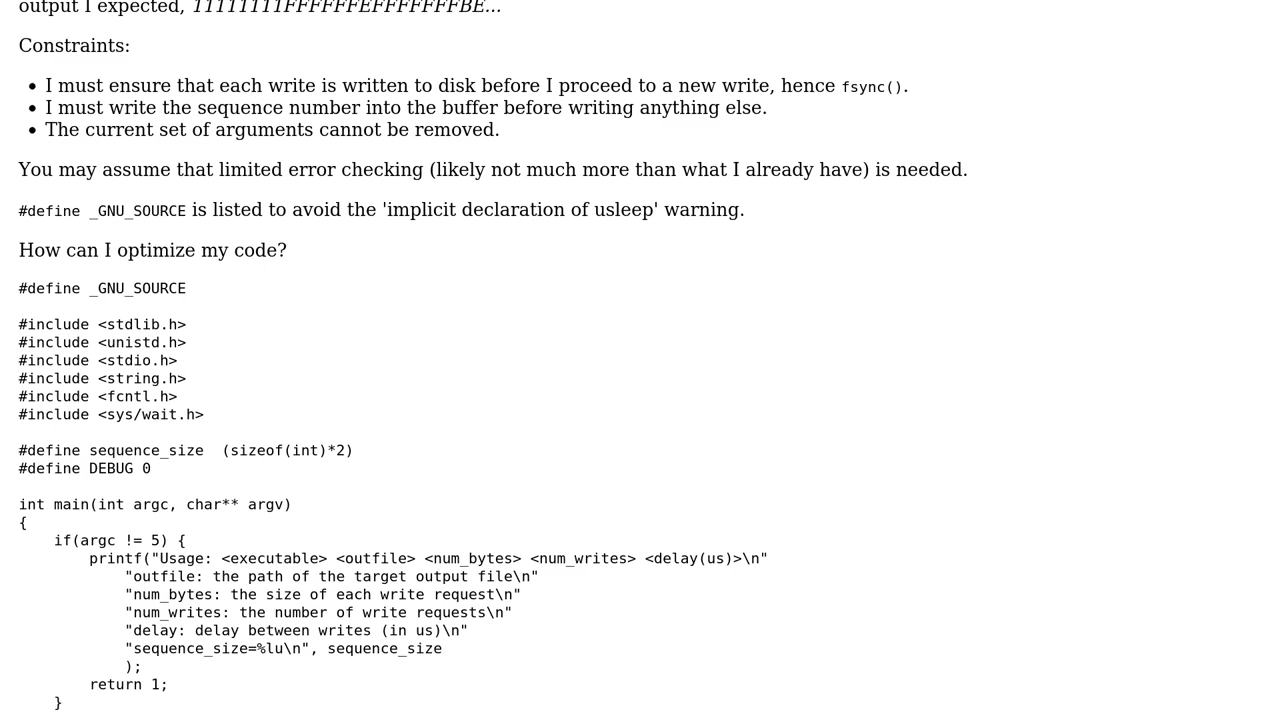 output I expected, 11111111FFFFFFEFFFFFFFBE...
Constraints:
• I must ensure that each write is written to disk before I proceed to a new write, hence fsync().
• I must write the sequence number into the buffer before writing anything else.
• The current set of arguments cannot be removed.
You may assume that limited error checking (likely not much more than what I already have) is needed.
#define _GNU_SOURCE is listed to avoid the 'implicit declaration of usleep' warning.
How can I optimize my code?
#define _GNU_SOURCE
#include <stdlib.h>
#include <unistd.h>
#include <stdio.h>
#include <string.h>
#include <fcntl.h>
#include <sys/wait.h>
#define sequence_size  (sizeof(int)*2)
#define DEBUG 0
int main(int argc, char** argv)
{
    if(argc != 5) {
        printf("Usage: <executable> <outfile> <num_bytes> <num_writes> <delay(us)>\n"
            "outfile: the path of the target output file\n"
            "num_bytes: the size of each write request\n"
            "num_writes: the number of write requests\n"
            "delay: delay between writes (in us)\n"
            "sequence_size=%lu\n", sequence_size
            );
        return 1;
    }